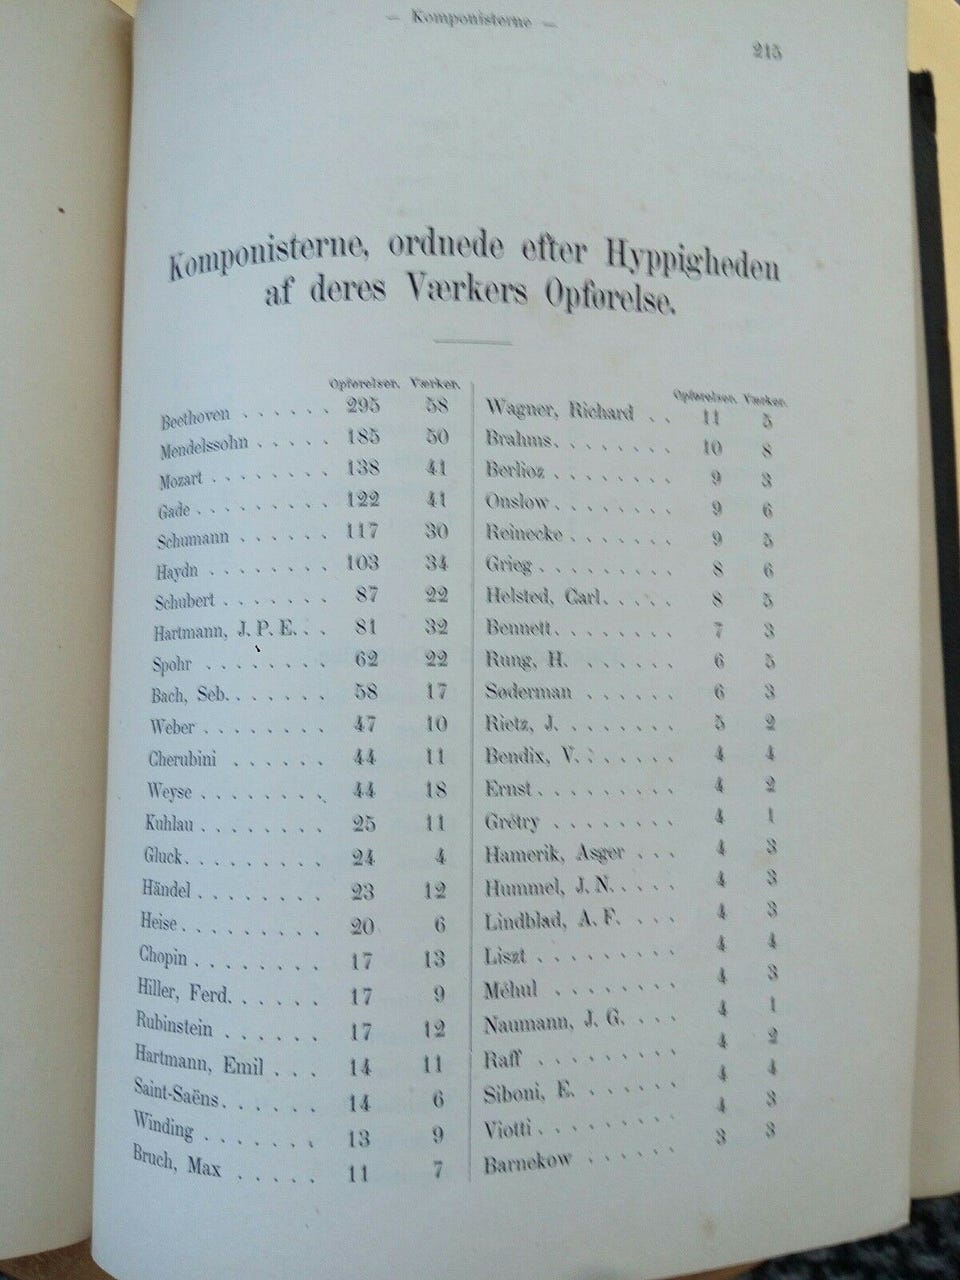 — Komponisterne —
215
Komponisterne, ordnede efter Hyppigheden
af deres Værkers Opførelse.
Opførelser. Værker.
Beethoven . . . . . . 295 58
Mendelssohn . . . . . 185 50
Mozart . . . . . . . . 138 41
Gade . . . . . . . . . 122 41
Schumann . . . . . . 117 30
Haydn . . . . . . . . 103 34
Schubert . . . . . . . 87 22
Hartmann, J. P. E. . . 81 32
Spohr . . . . . . . . 62 22
Bach, Seb. . . . . . . 58 17
Weber . . . . . . . . 47 10
Cherubini . . . . . . 44 11
Weyse . . . . . . . . 44 18
Kuhlau . . . . . . . . 25 11
Gluck. . . . . . . . . 24 4
Händel . . . . . . . . 23 12
Heise. . . . . . . . . 20 6
Chopin . . . . . . . . 17 13
Hiller, Ferd. . . . . . 17 9
Rubinstein . . . . . . 17 12
Hartmann, Emil . . . 14 11
Saint-Saëns. . . . . . 14 6
Winding . . . . . . . 13 9
Bruch, Max . . . . . 11 7
Opførelser. Værker.
Wagner, Richard . . 11 5
Brahms. . . . . . . . 10 8
Berlioz . . . . . . . . 9 3
Onslow. . . . . . . . 9 6
Reinecke . . . . . . . 9 5
Grieg . . . . . . . . . 8 6
Helsted, Carl. . . . . 8 5
Bennett. . . . . . . . 7 3
Rung, H. . . . . . . . 6 5
Søderman . . . . . . 6 3
Rietz, J. . . . . . . . 5 2
Bendix, V. . . . . . . 4 4
Ernst . . . . . . . . . 4 2
Grétry . . . . . . . . 4 1
Hamerik, Asger . . . 4 3
Hummel, J. N. . . . . 4 3
Lindblad, A. F. . . . 4 3
Liszt . . . . . . . . . 4 4
Méhul . . . . . . . . 4 3
Naumann, J. G. . . . 4 1
Raff . . . . . . . . . 4 2
Siboni, E. . . . . . . 4 4
Viotti . . . . . . . . . 4 3
Barnekow . . . . . . 3 3